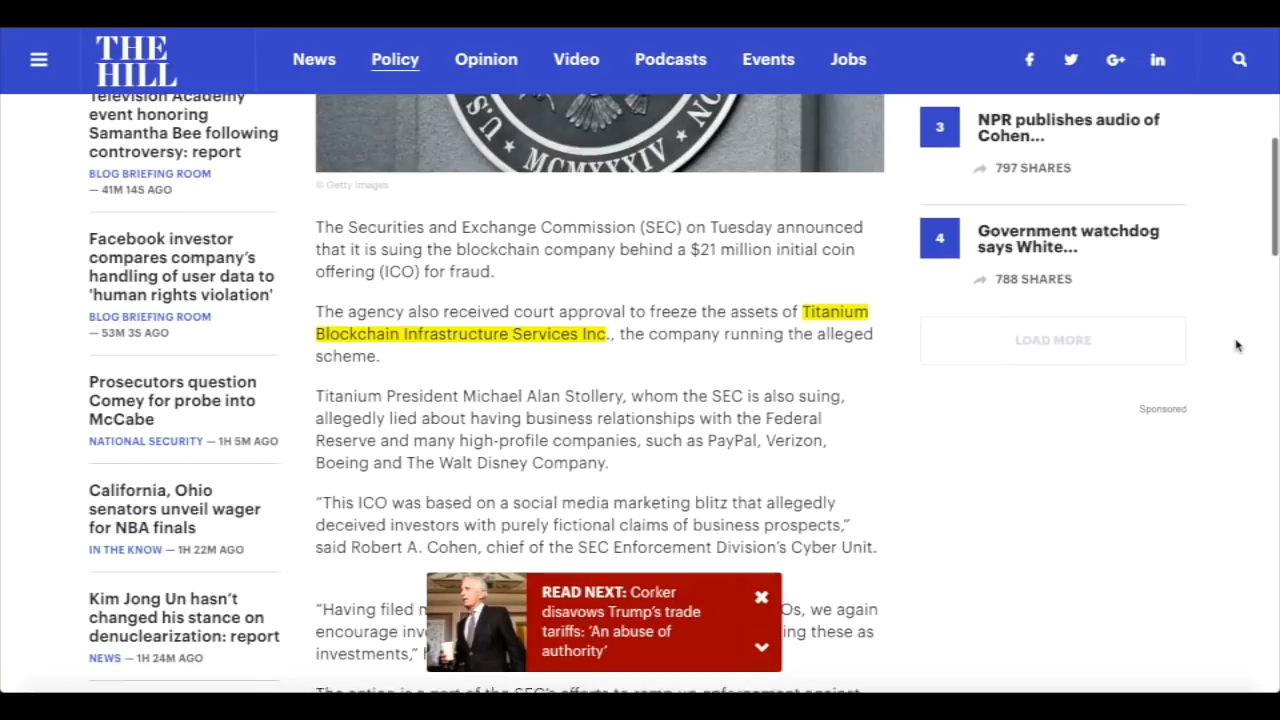 THE
HILL
News
Policy
Opinion
Video
Podcasts
Events
Jobs
Television Academy
event honoring
Samantha Bee following
controversy: report
BLOG BRIEFING ROOM
— 41M 14S AGO
Facebook investor
compares company's
handling of user data to
'human rights violation'
BLOG BRIEFING ROOM
— 53M 3S AGO
Prosecutors question
Comey for probe into
McCabe
NATIONAL SECURITY — 1H 5M AGO
California, Ohio
senators unveil wager
for NBA finals
IN THE KNOW — 1H 22M AGO
Kim Jong Un hasn't
changed his stance on
denuclearization: report
NEWS — 1H 24M AGO
U.S.
MCMXXXIV
ON
© Getty Images
The Securities and Exchange Commission (SEC) on Tuesday announced
that it is suing the blockchain company behind a $21 million initial coin
offering (ICO) for fraud.
The agency also received court approval to freeze the assets of Titanium
Blockchain Infrastructure Services Inc., the company running the alleged
scheme.
Titanium President Michael Alan Stollery, whom the SEC is also suing,
allegedly lied about having business relationships with the Federal
Reserve and many high-profile companies, such as PayPal, Verizon,
Boeing and The Walt Disney Company.
“This ICO was based on a social media marketing blitz that allegedly
deceived investors with purely fictional claims of business prospects,”
said Robert A. Cohen, chief of the SEC Enforcement Division's Cyber Unit.
“Having filed Os, we again
encourage ing these as
investments,”
READ NEXT: Corker
disavows Trump's trade
tariffs: ‘An abuse of
authority’
3
NPR publishes audio of
Cohen...
797 SHARES
4
Government watchdog
says White...
788 SHARES
LOAD MORE
Sponsored